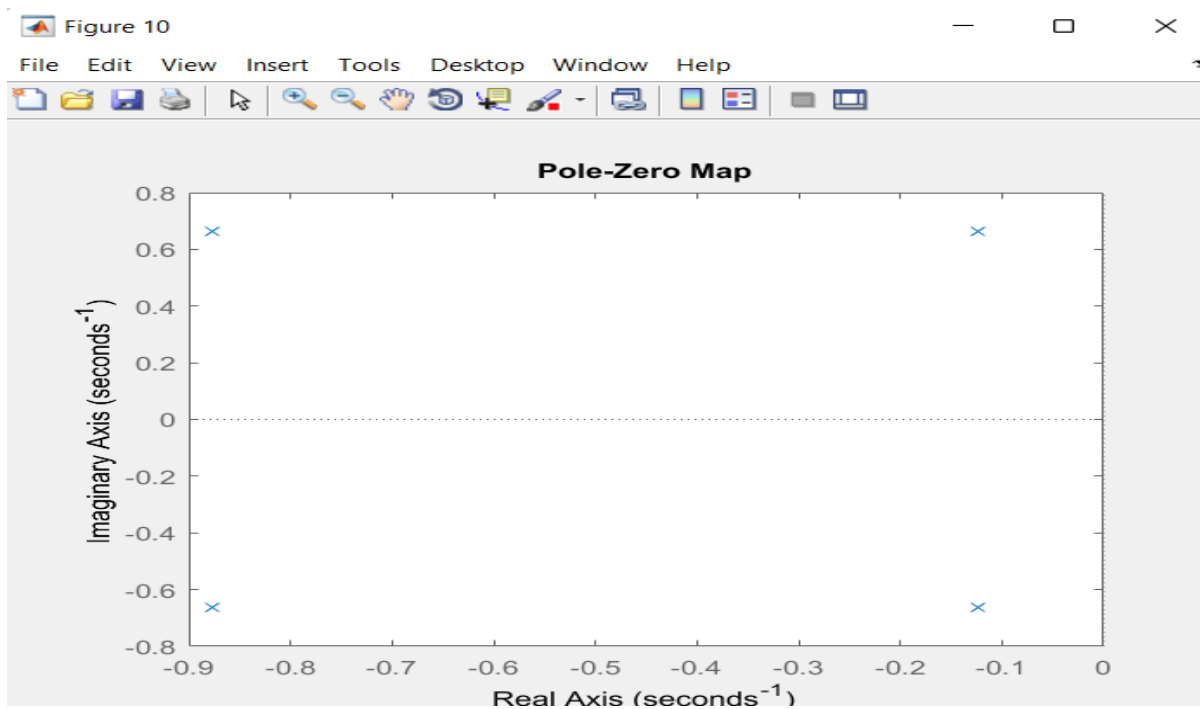 Figure 10
File Edit View Insert Tools Desktop Window Help
Pole-Zero Map
0.8
0.6
0.4
0.2
0
-0.2
-0.4
-0.6
-0.8
Imaginary Axis (seconds⁻¹)
-0.9 -0.8 -0.7 -0.6 -0.5 -0.4 -0.3 -0.2 -0.1 0
Real Axis (seconds⁻¹)